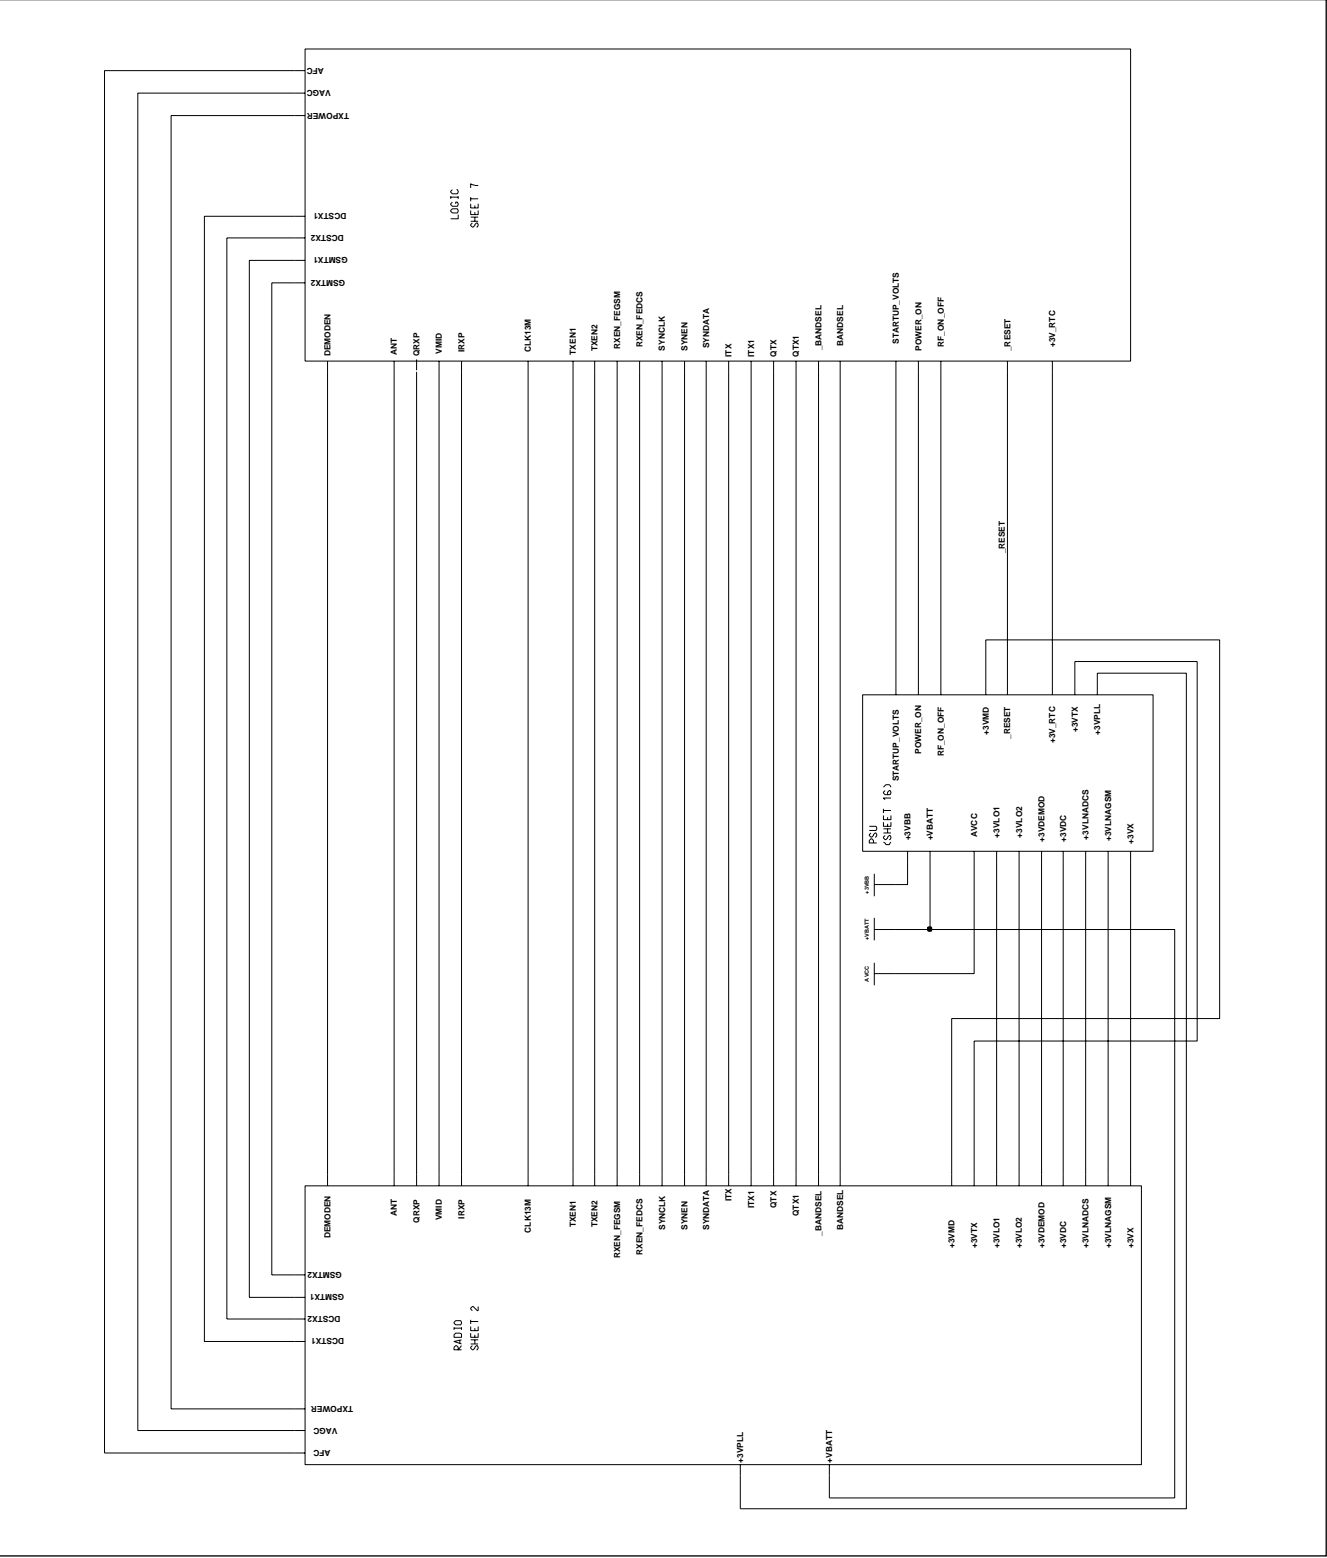 AFC
VAGC
TXPOWER
DCSTX1
DCSTX2
GSMTX1
GSMTX2
LOGIC
SHEET 7
DEMODEN
ANT
QRXP
VMID
IRXP
CLK13M
TXEN1
TXEN2
RXEN_FEGSM
RXEN_FEDCS
SYNCLK
SYNEN
SYNDATA
ITX
ITX1
QTX
QTX1
_BANDSEL
BANDSEL
STARTUP_VOLTS
POWER_ON
RF_ON_OFF
_RESET
+3V_RTC
_RESET
STARTUP_VOLTS
POWER_ON
RF_ON_OFF
+3VMD
_RESET
+3V_RTC
+3VTX
+3VPLL
PSU
(SHEET 16)
+3VBB
+VBATT
AVCC
+3VLO1
+3VLO2
+3VDEMOD
+3VDC
+3VLNADCS
+3VLNAGSM
+3VX
+3VBB
+VBATT
AVCC
DEMODEN
ANT
QRXP
VMID
IRXP
CLK13M
TXEN1
TXEN2
RXEN_FEGSM
RXEN_FEDCS
SYNCLK
SYNEN
SYNDATA
ITX
ITX1
QTX
QTX1
_BANDSEL
BANDSEL
+3VMD
+3VTX
+3VLO1
+3VLO2
+3VDEMOD
+3VDC
+3VLNADCS
+3VLNAGSM
+3VX
GSMTX2
GSMTX1
DCSTX2
DCSTX1
RADIO
SHEET 2
TXPOWER
VAGC
AFC
+3VPLL
+VBATT